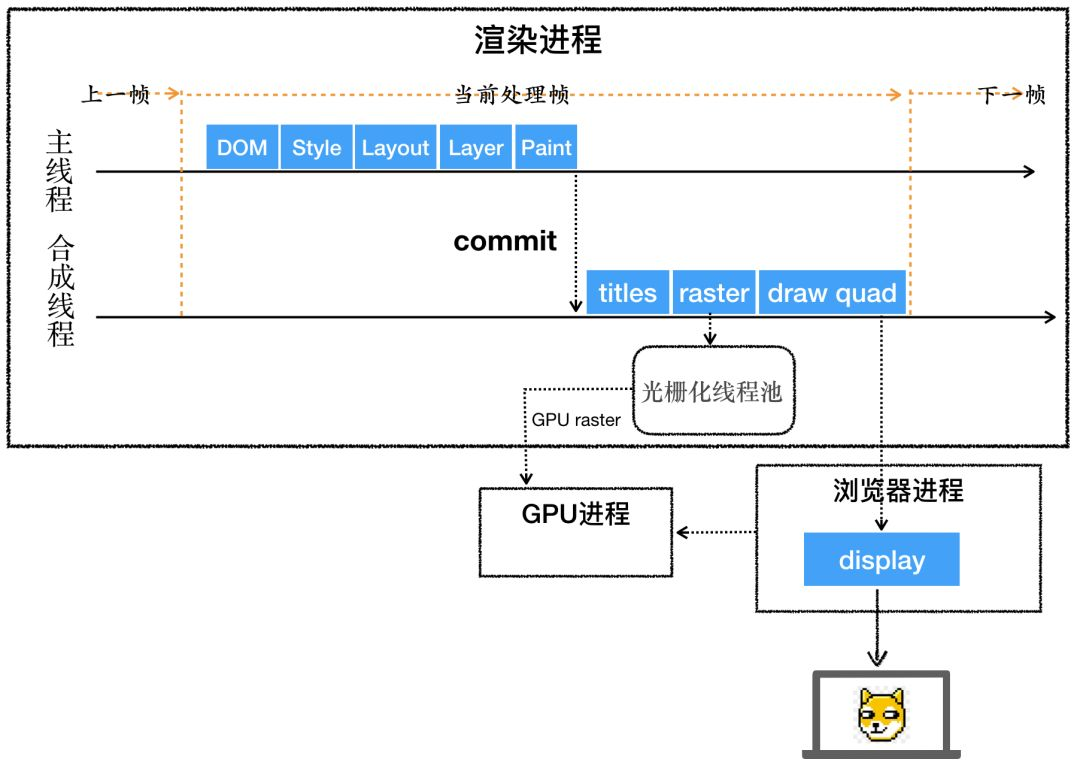 渲染进程
上一帧
当前处理帧
下一帧
主线程
DOM
Style
Layout
Layer
Paint
commit
合成线程
titles
raster
draw quad
光栅化线程池
GPU raster
GPU进程
浏览器进程
display